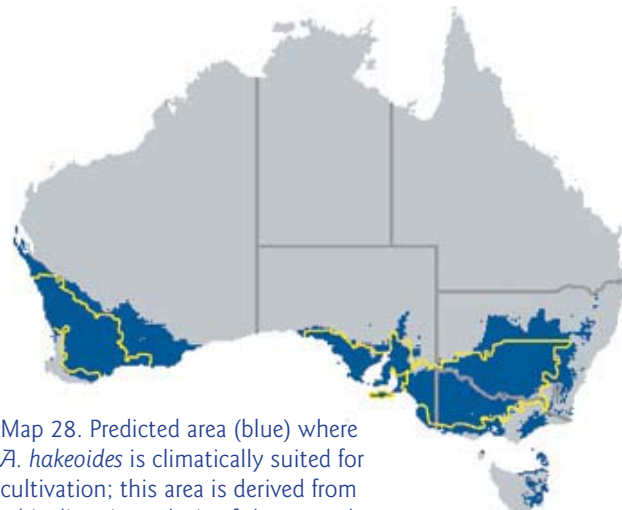 Map 28. Predicted area (blue) where
A. hakeoides is climatically suited for
cultivation; this area is derived from